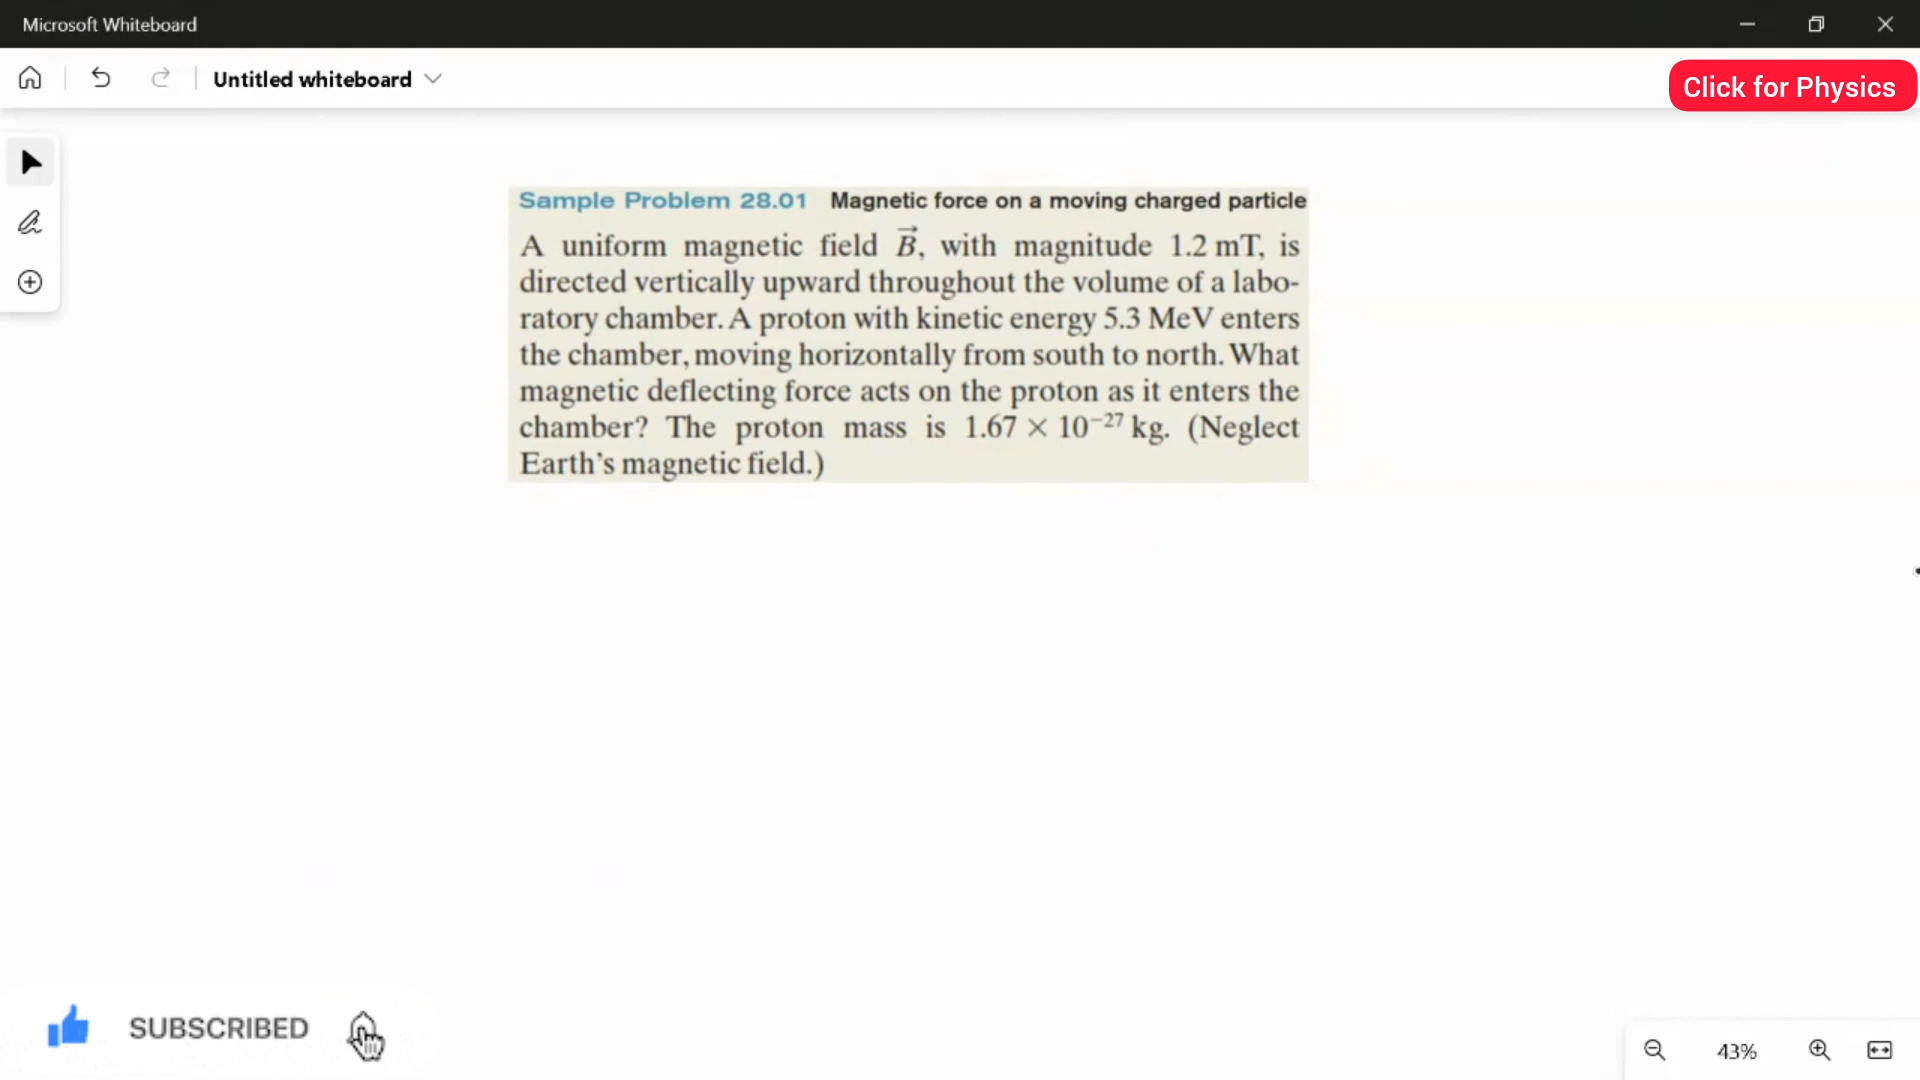 Microsoft Whiteboard
Untitled whiteboard
Click for Physics
Sample Problem 28.01 Magnetic force on a moving charged particle
A uniform magnetic field B⃗, with magnitude 1.2 mT, is
directed vertically upward throughout the volume of a labo-
ratory chamber. A proton with kinetic energy 5.3 MeV enters
the chamber, moving horizontally from south to north. What
magnetic deflecting force acts on the proton as it enters the
chamber? The proton mass is 1.67 × 10⁻²⁷ kg. (Neglect
Earth’s magnetic field.)
SUBSCRIBED
43%